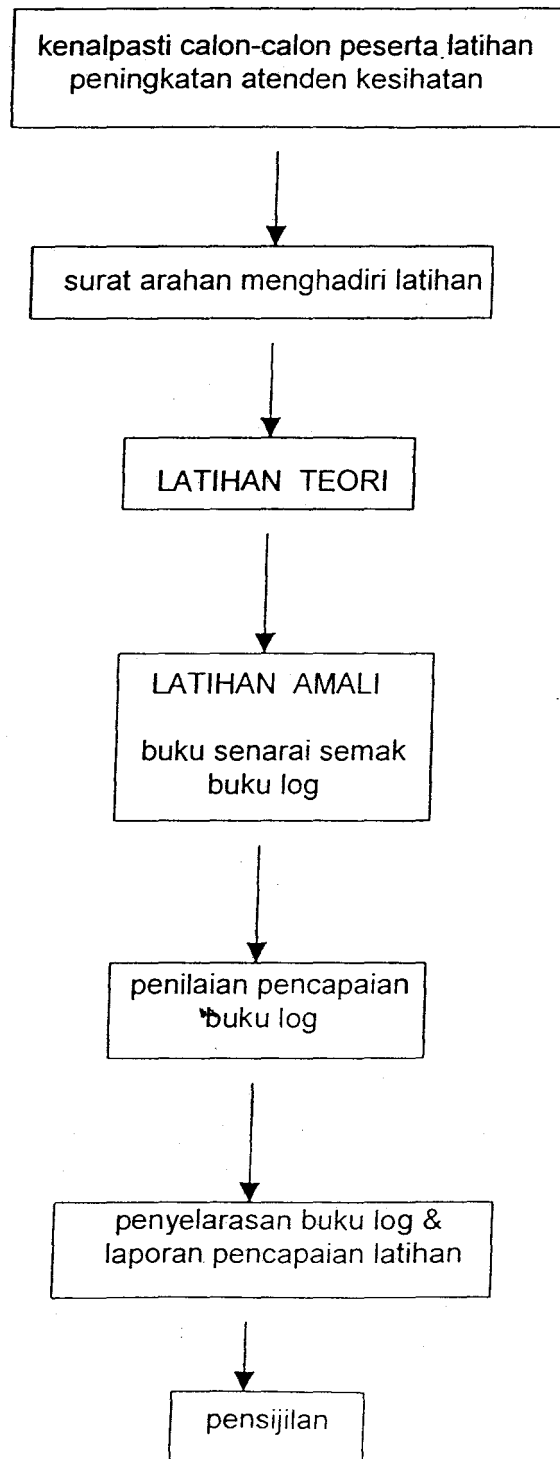 kenalpasti calon-calon peserta latihan
peningkatan atenden kesihatan
surat arahan menghadiri latihan
LATIHAN TEORI
LATIHAN AMALI
buku senarai semak
buku log
penilaian pencapaian
buku log
penyelarasan buku log &
laporan pencapaian latihan
pensijilan